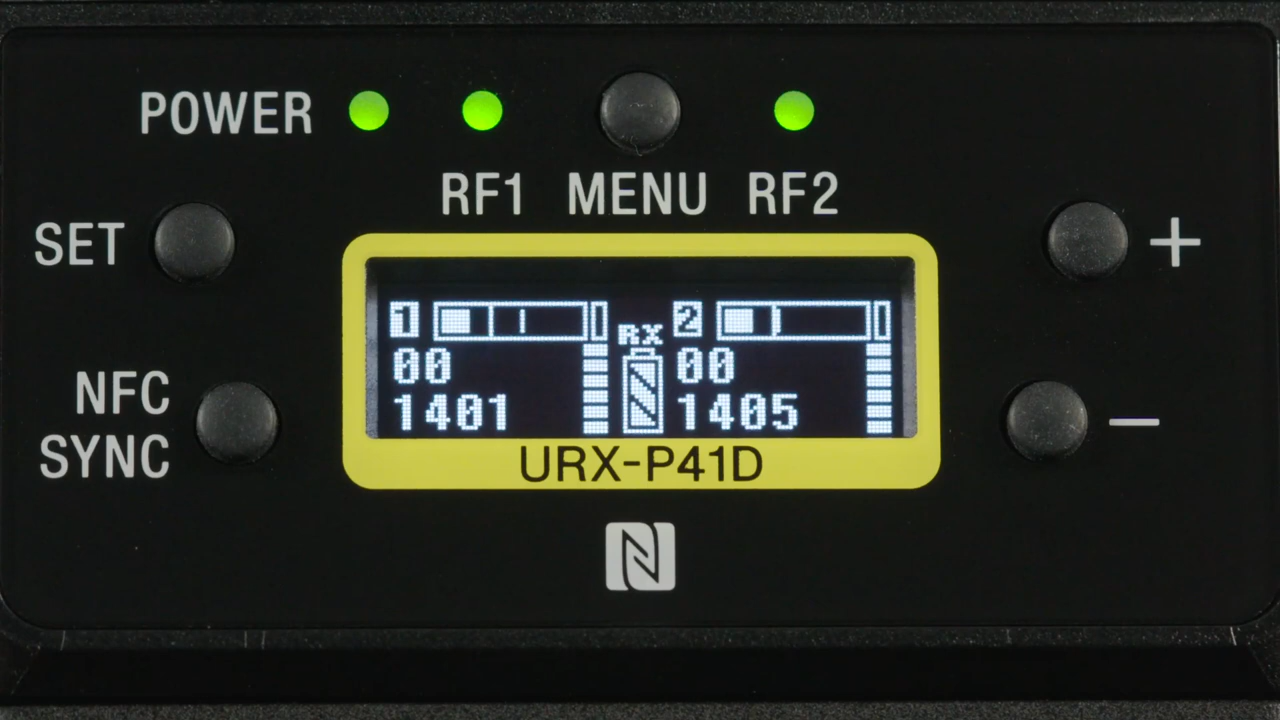 POWER
RF1 MENU RF2
SET
+
1 RX 2
00 00
1401 1405
NFC
SYNC
−
URX-P41D